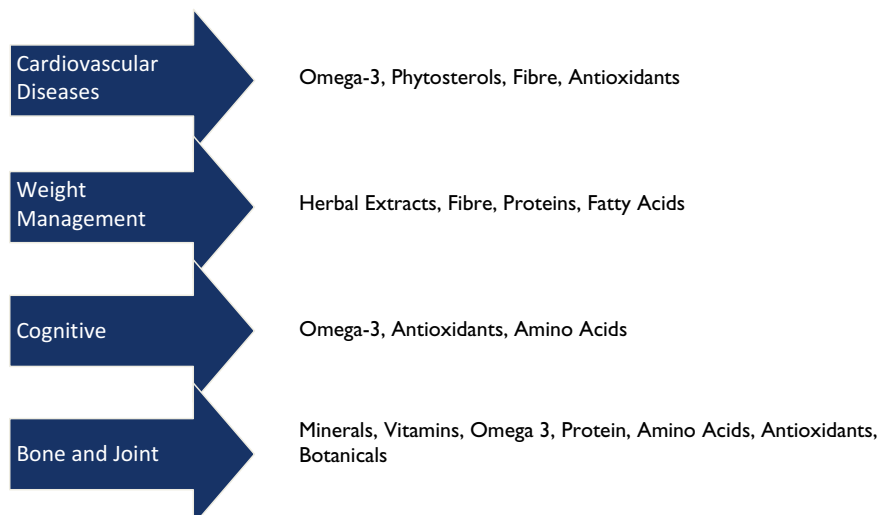 Cardiovascular
Diseases
Omega-3, Phytosterols, Fibre, Antioxidants
Weight
Management
Herbal Extracts, Fibre, Proteins, Fatty Acids
Cognitive
Omega-3, Antioxidants, Amino Acids
Bone and Joint
Minerals, Vitamins, Omega 3, Protein, Amino Acids, Antioxidants,
Botanicals